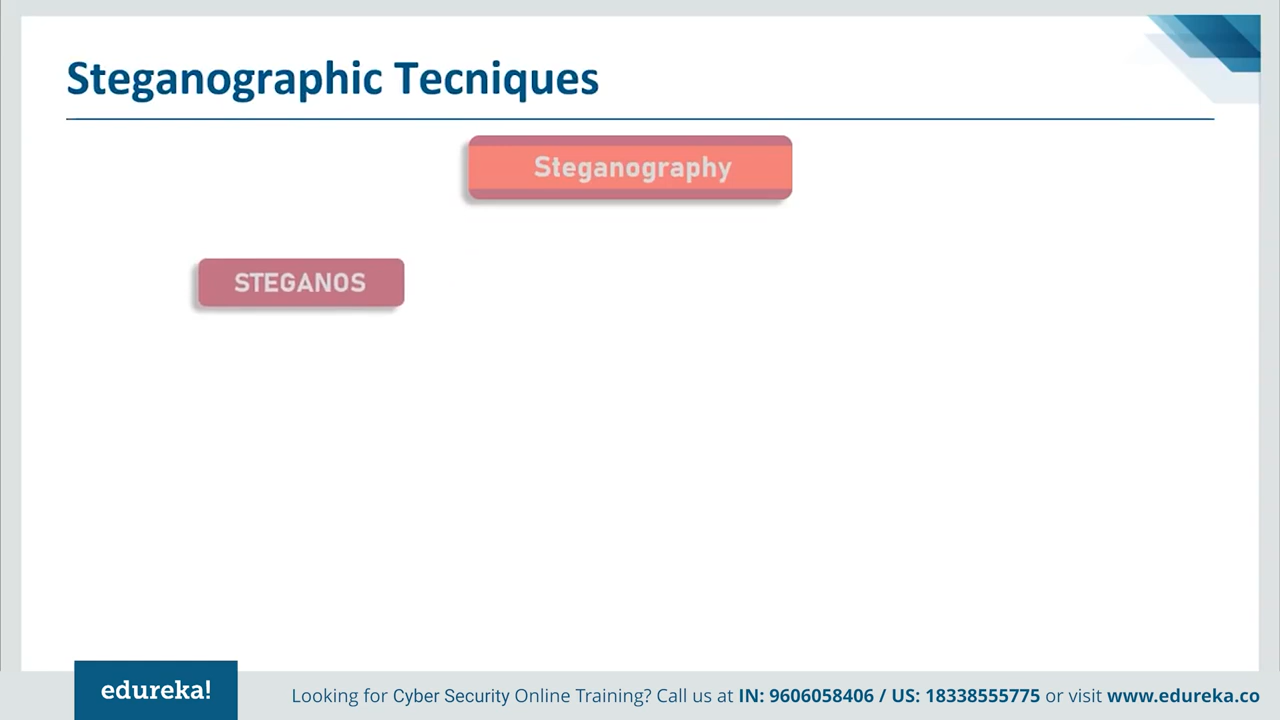 Steganographic Tecniques
Steganography
STEGANOS
edureka!
Looking for Cyber Security Online Training? Call us at IN: 9606058406 / US: 18338555775 or visit www.edureka.co